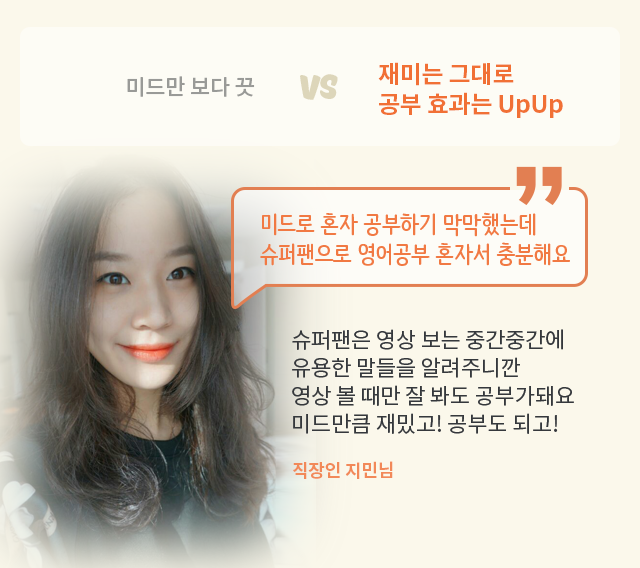 미드만 보다 끗
VS
재미는 그대로
공부 효과는 UpUp
미드로 혼자 공부하기 막막했는데
슈퍼팬으로 영어공부 혼자서 충분해요
슈퍼팬은 영상 보는 중간중간에
유용한 말들을 알려주니깐
영상 볼 때만 잘 봐도 공부가돼요
미드만큼 재밌고! 공부도 되고!
직장인 지민님